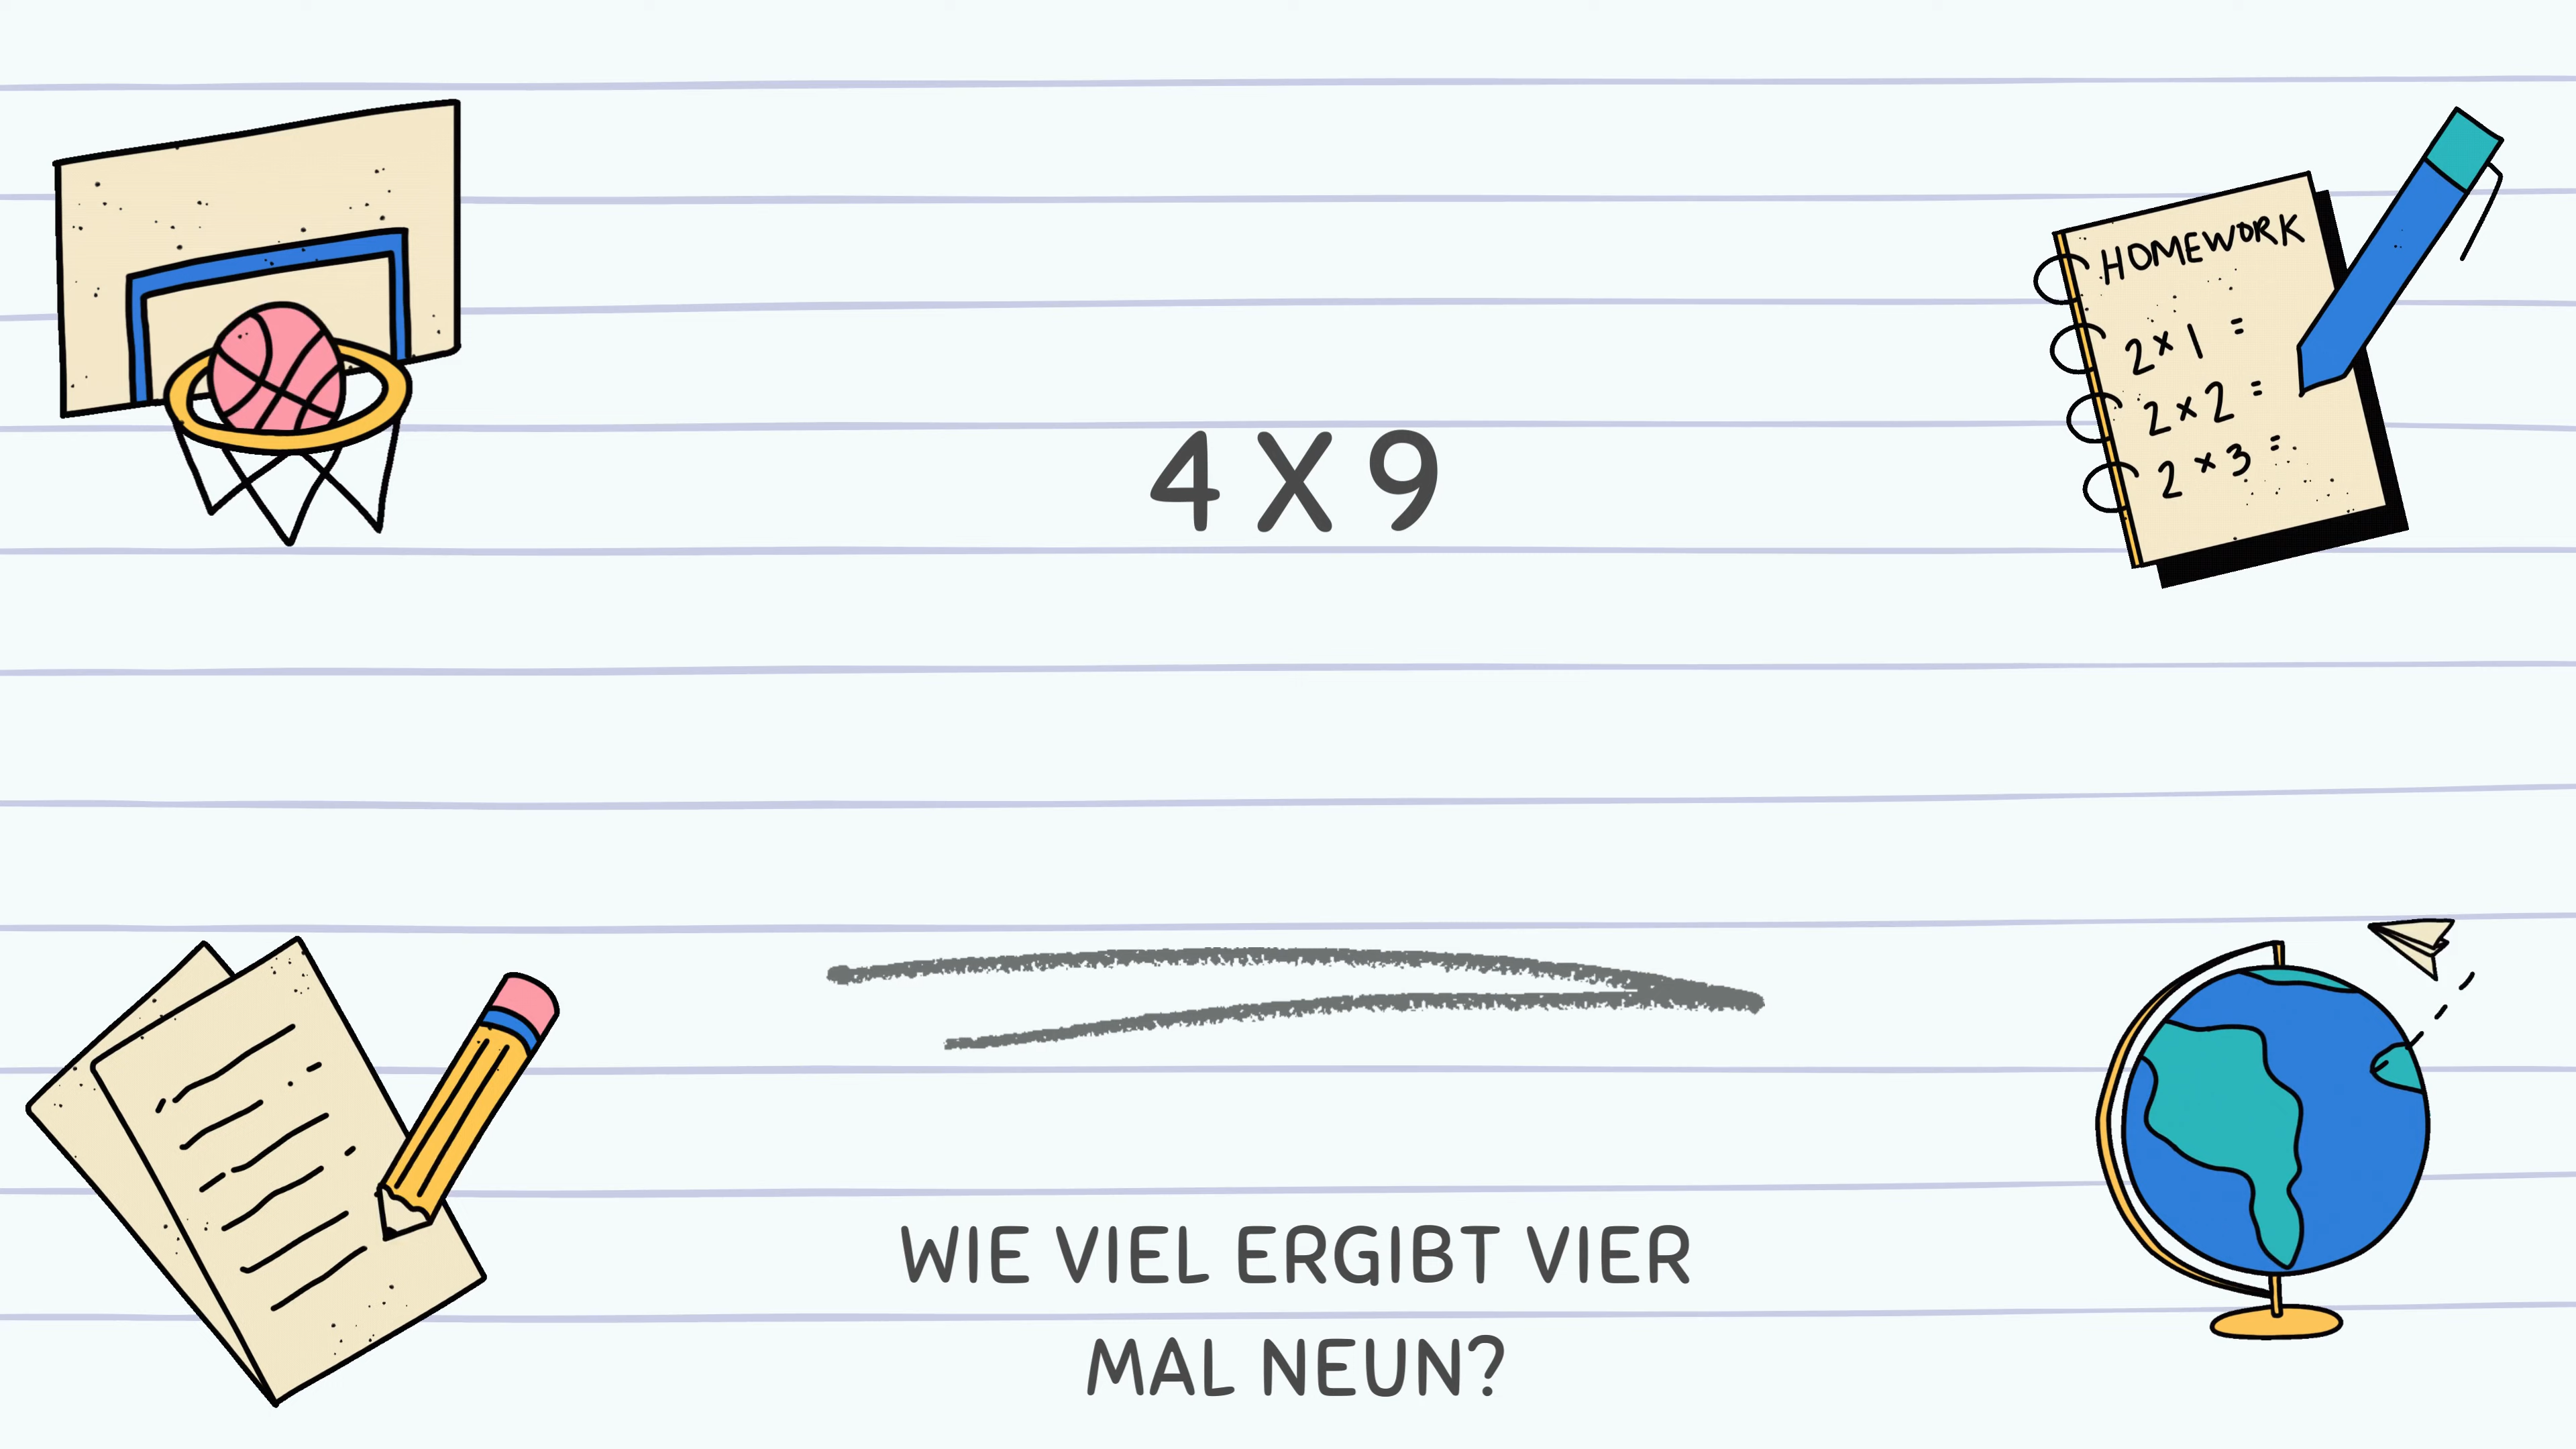 HOMEWORK
2 x 1 =
2 x 2 =
2 x 3 =
4 X 9
WIE VIEL ERGIBT VIER
MAL NEUN?